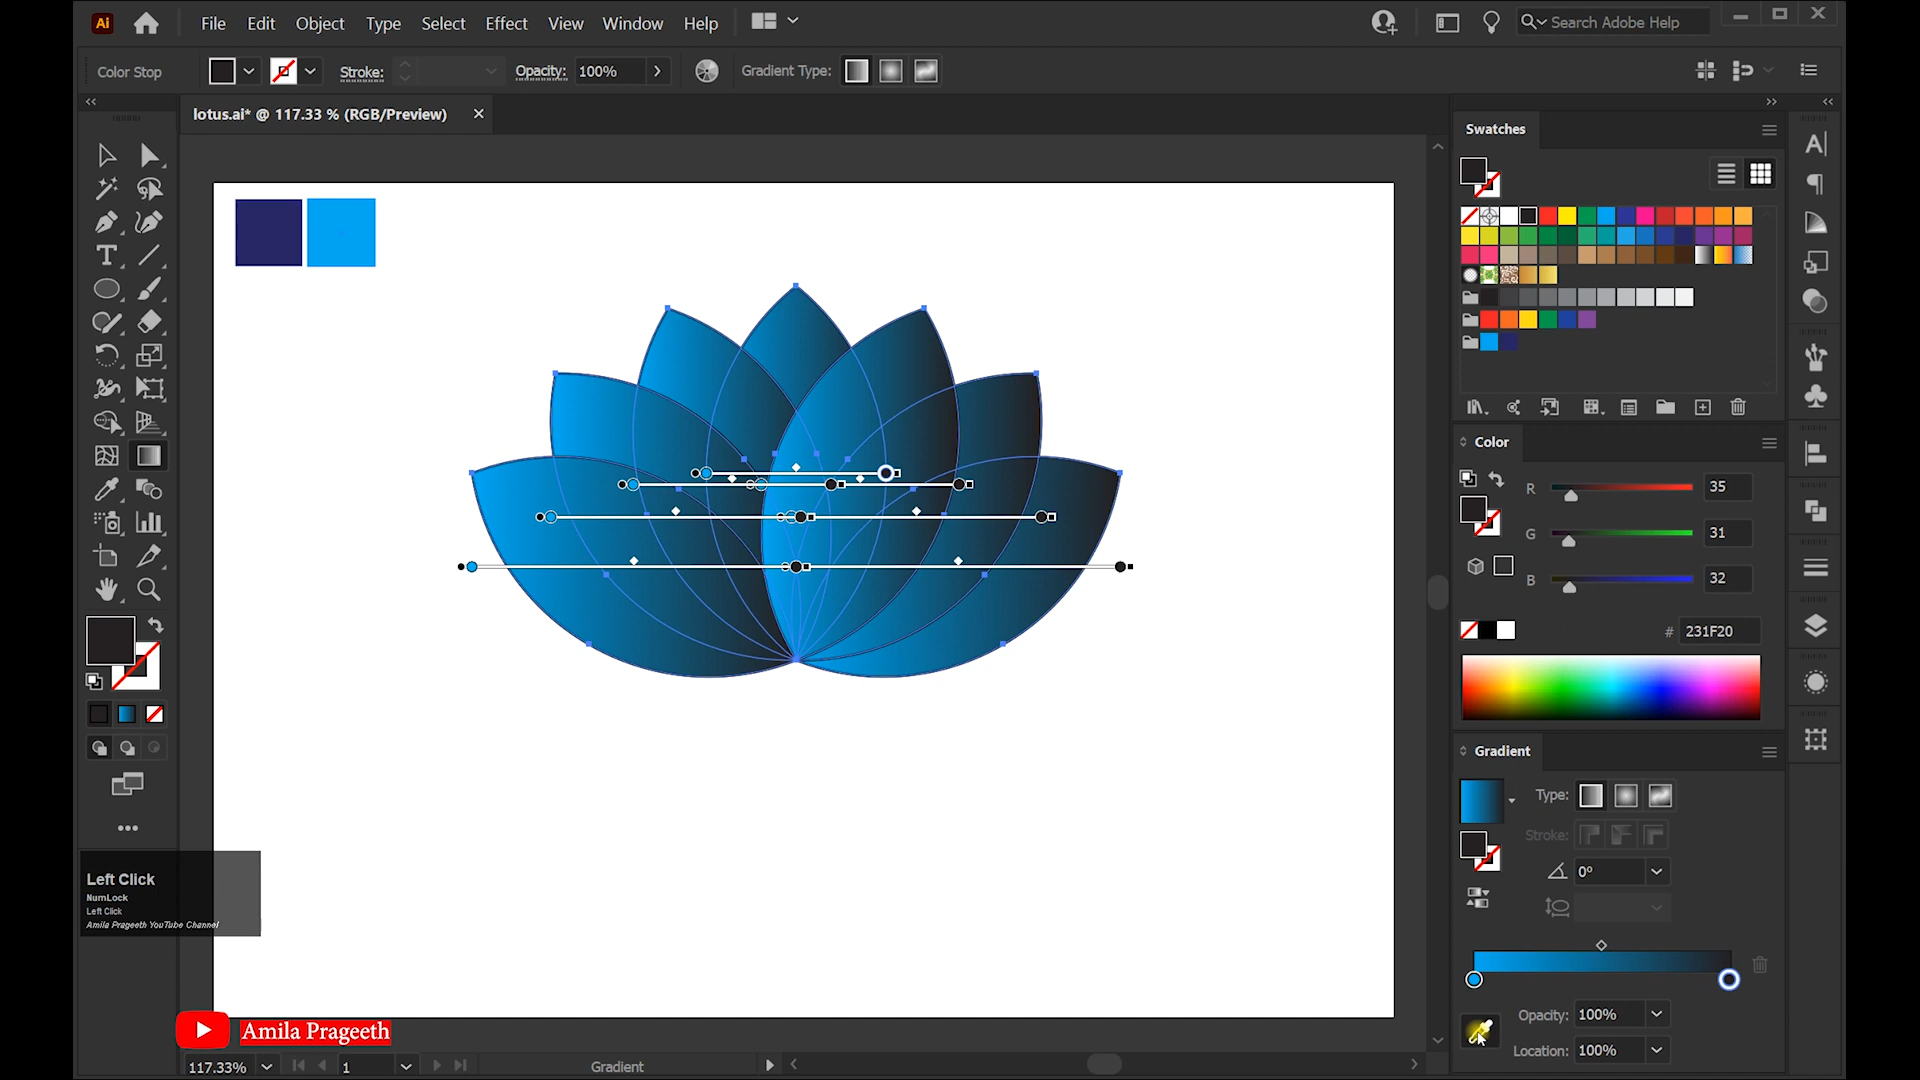 Ai File Edit Object Type Select Effect View Window Help Search Adobe Help
Color Stop Stroke: Opacity: 100% Gradient Type:
lotus.ai* @ 117.33 % (RGB/Preview)
Swatches
Color
R 35
G 31
B 32
# 231F20
Gradient
Type:
Stroke:
0°
Opacity: 100%
Location: 100%
Left Click
NumLock
Left Click
Amila Prageeth YouTube Channel
Amila Prageeth
117.33% 1 Gradient